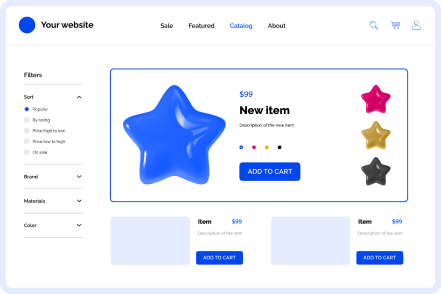 Your website
Sale
Featured
Catalog
About
Filters
Sort
Popular
By rating
Price high to low
Price low to high
On sale
Brand
Materials
Color
$99
New item
Description of the new item
ADD TO CART
Item $99
Description of the item
ADD TO CART
Item $99
Description of the item
ADD TO CART